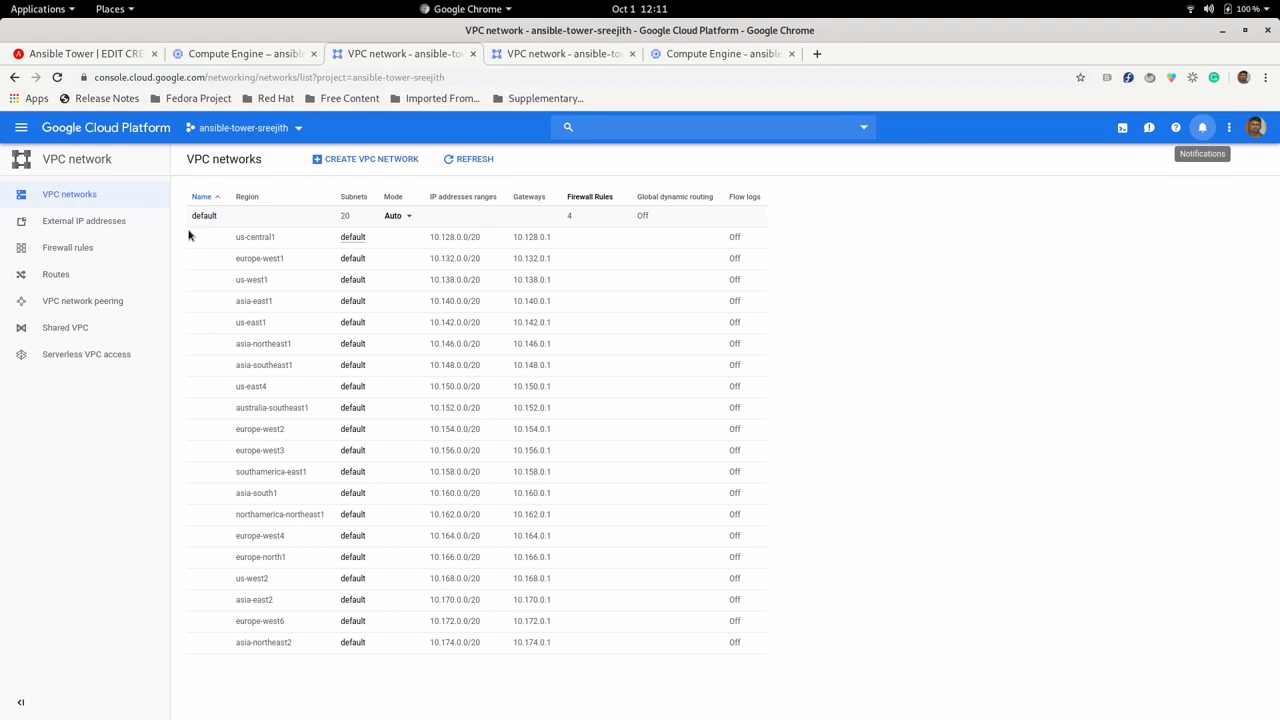 Applications Places Google Chrome Oct 1 12:11 100 %
VPC network - ansible-tower-sreejith - Google Cloud Platform - Google Chrome
Ansible Tower | EDIT CRE Compute Engine – ansible VPC network - ansible-to VPC network - ansible-to Compute Engine - ansible
console.cloud.google.com/networking/networks/list?project=ansible-tower-sreejith
Apps Release Notes Fedora Project Red Hat Free Content Imported From... Supplementary...
Google Cloud Platform ansible-tower-sreejith
VPC network VPC networks CREATE VPC NETWORK REFRESH Notifications
VPC networks
External IP addresses
Firewall rules
Routes
VPC network peering
Shared VPC
Serverless VPC access
Name Region Subnets Mode IP addresses ranges Gateways Firewall Rules Global dynamic routing Flow logs
default 20 Auto 4 Off
us-central1 default 10.128.0.0/20 10.128.0.1 Off
europe-west1 default 10.132.0.0/20 10.132.0.1 Off
us-west1 default 10.138.0.0/20 10.138.0.1 Off
asia-east1 default 10.140.0.0/20 10.140.0.1 Off
us-east1 default 10.142.0.0/20 10.142.0.1 Off
asia-northeast1 default 10.146.0.0/20 10.146.0.1 Off
asia-southeast1 default 10.148.0.0/20 10.148.0.1 Off
us-east4 default 10.150.0.0/20 10.150.0.1 Off
australia-southeast1 default 10.152.0.0/20 10.152.0.1 Off
europe-west2 default 10.154.0.0/20 10.154.0.1 Off
europe-west3 default 10.156.0.0/20 10.156.0.1 Off
southamerica-east1 default 10.158.0.0/20 10.158.0.1 Off
asia-south1 default 10.160.0.0/20 10.160.0.1 Off
northamerica-northeast1 default 10.162.0.0/20 10.162.0.1 Off
europe-west4 default 10.164.0.0/20 10.164.0.1 Off
europe-north1 default 10.166.0.0/20 10.166.0.1 Off
us-west2 default 10.168.0.0/20 10.168.0.1 Off
asia-east2 default 10.170.0.0/20 10.170.0.1 Off
europe-west6 default 10.172.0.0/20 10.172.0.1 Off
asia-northeast2 default 10.174.0.0/20 10.174.0.1 Off